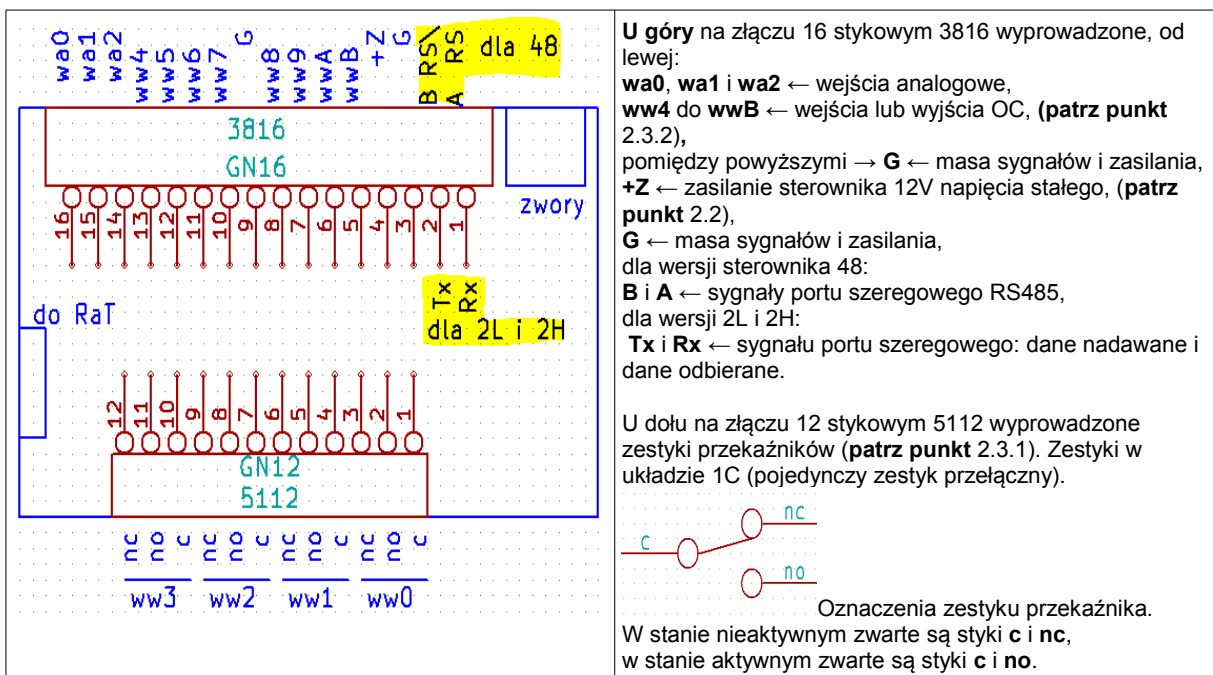 wa0
wa1
wa2
ww4
ww5
ww6
ww7
G
ww8
ww9
wwA
wwB
+Z
G
B RS\
A RS
dla 48
3816
GN16
zwory
16
15
14
13
12
11
10
9
8
7
6
5
4
3
2
1
do RaT
Tx
Rx
dla 2L i 2H
12
11
10
9
8
7
6
5
4
3
2
1
GN12
5112
nc no c nc no c nc no c nc no c
ww3 ww2 ww1 ww0
U góry na złączu 16 stykowym 3816 wyprowadzone, od
lewej:
wa0, wa1 i wa2 ← wejścia analogowe,
ww4 do wwB ← wejścia lub wyjścia OC, (patrz punkt
2.3.2),
pomiędzy powyższymi → G ← masa sygnałów i zasilania,
+Z ← zasilanie sterownika 12V napięcia stałego, (patrz
punkt 2.2),
G ← masa sygnałów i zasilania,
dla wersji sterownika 48:
B i A ← sygnały portu szeregowego RS485,
dla wersji 2L i 2H:
Tx i Rx ← sygnału portu szeregowego: dane nadawane i
dane odbierane.
U dołu na złączu 12 stykowym 5112 wyprowadzone
zestyki przekaźników (patrz punkt 2.3.1). Zestyki w
układzie 1C (pojedynczy zestyk przełączny).
nc
c
no
Oznaczenia zestyku przekaźnika.
W stanie nieaktywnym zwarte są styki c i nc,
w stanie aktywnym zwarte są styki c i no.